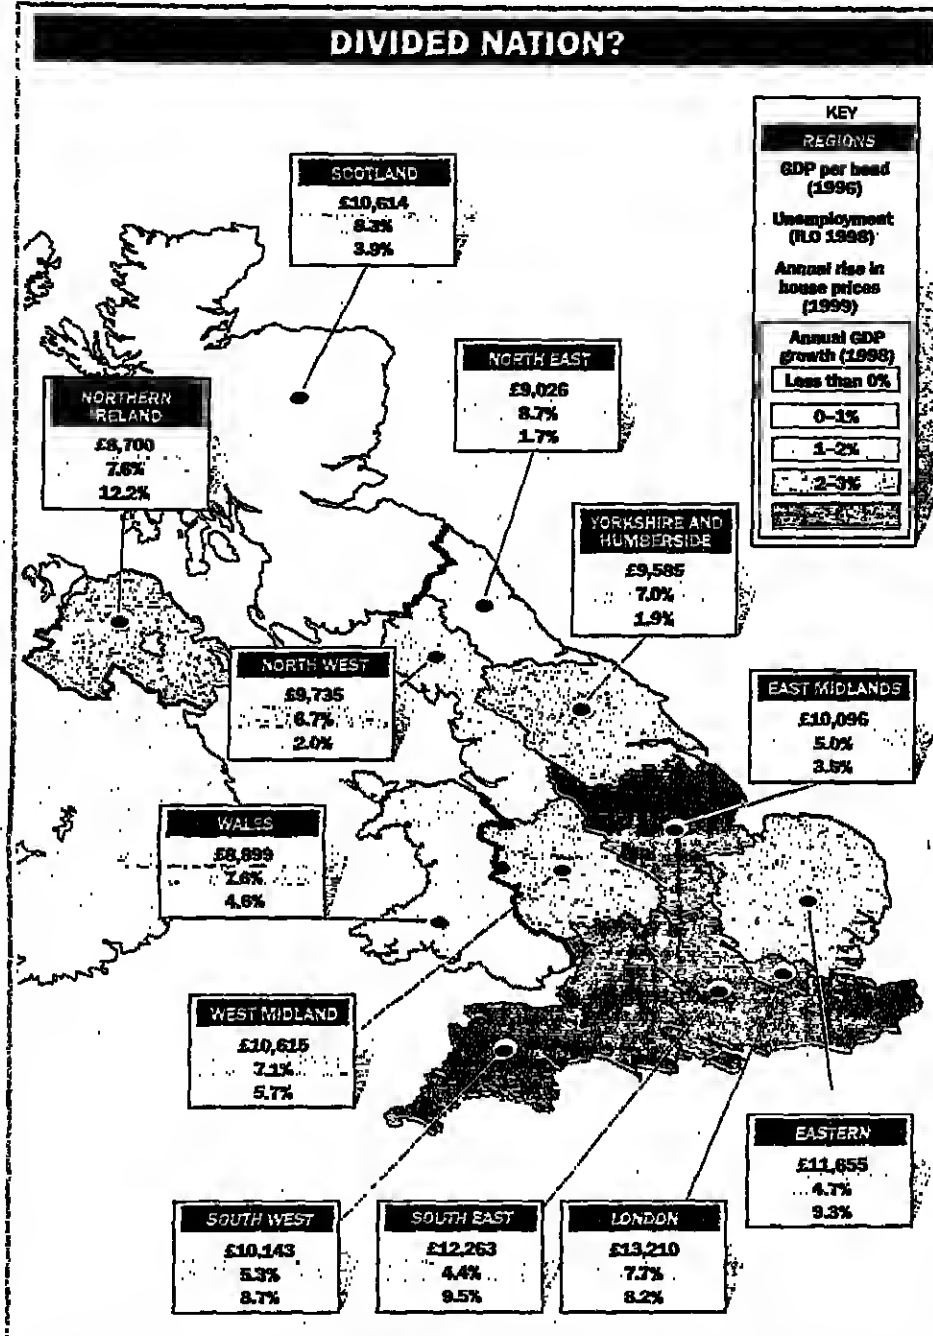 DIVIDED NATION?
KEY
REGIONS
GDP per head
(1996)
Unemployment
(ILO 1998)
Annual rise in
house prices
(1999)
Annual GDP
growth (1998)
Less than 0%
0–1%
1–2%
2–3%
SCOTLAND
£10,614
8.3%
3.9%
NORTH EAST
£9,026
8.7%
1.7%
NORTHERN
IRELAND
£8,700
7.6%
12.2%
YORKSHIRE AND
HUMBERSIDE
£9,585
7.0%
1.9%
NORTH WEST
£9,735
6.7%
2.0%
EAST MIDLANDS
£10,096
5.0%
WALES
£8,899
7.6%
4.6%
WEST MIDLAND
£10,615
7.1%
5.7%
EASTERN
£11,655
4.7%
9.3%
SOUTH WEST
£10,143
5.3%
8.7%
SOUTH EAST
£12,263
4.4%
9.5%
LONDON
£13,210
7.7%
8.2%